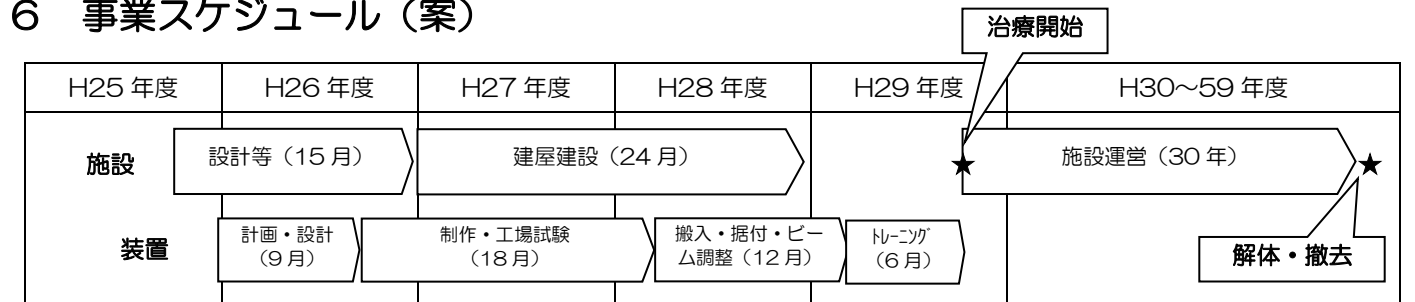 6 事業スケジュール（案）
治療開始
H25 年度 H26 年度 H27 年度 H28 年度 H29 年度 H30～59 年度
施設 設計等（15 月） 建屋建設（24 月） ★ 施設運営（30 年） ★
装置
計画・設計
（9 月）
制作・工場試験
（18 月）
搬入・据付・ビー
ム調整（12 月）
ﾄﾚｰﾆﾝｸﾞ
（6 月）
解体・撤去